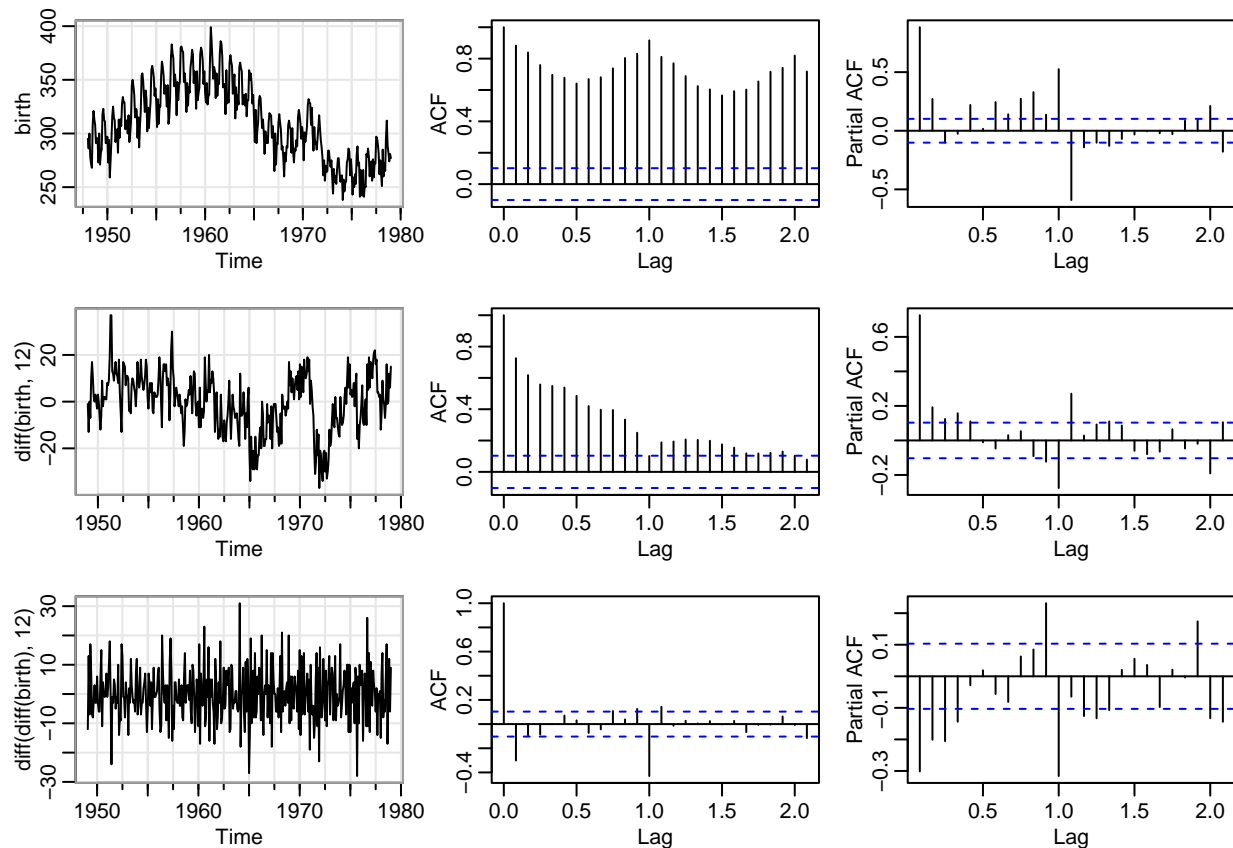 birth
400
350
300
250
1950 1960 1970 1980
Time
ACF
0.8
0.4
0.0
0.0 0.5 1.0 1.5 2.0
Lag
Partial ACF
0.5
0.0
−0.5
0.5 1.0 1.5 2.0
Lag
diff(birth, 12)
20
0
−20
1950 1960 1970 1980
Time
ACF
0.8
0.4
0.0
0.0 0.5 1.0 1.5 2.0
Lag
Partial ACF
0.6
0.2
−0.2
0.5 1.0 1.5 2.0
Lag
diff(diff(birth), 12)
30
10
−10
−30
1950 1960 1970 1980
Time
ACF
1.0
0.6
0.2
−0.4
0.0 0.5 1.0 1.5 2.0
Lag
Partial ACF
0.1
−0.1
−0.3
0.5 1.0 1.5 2.0
Lag